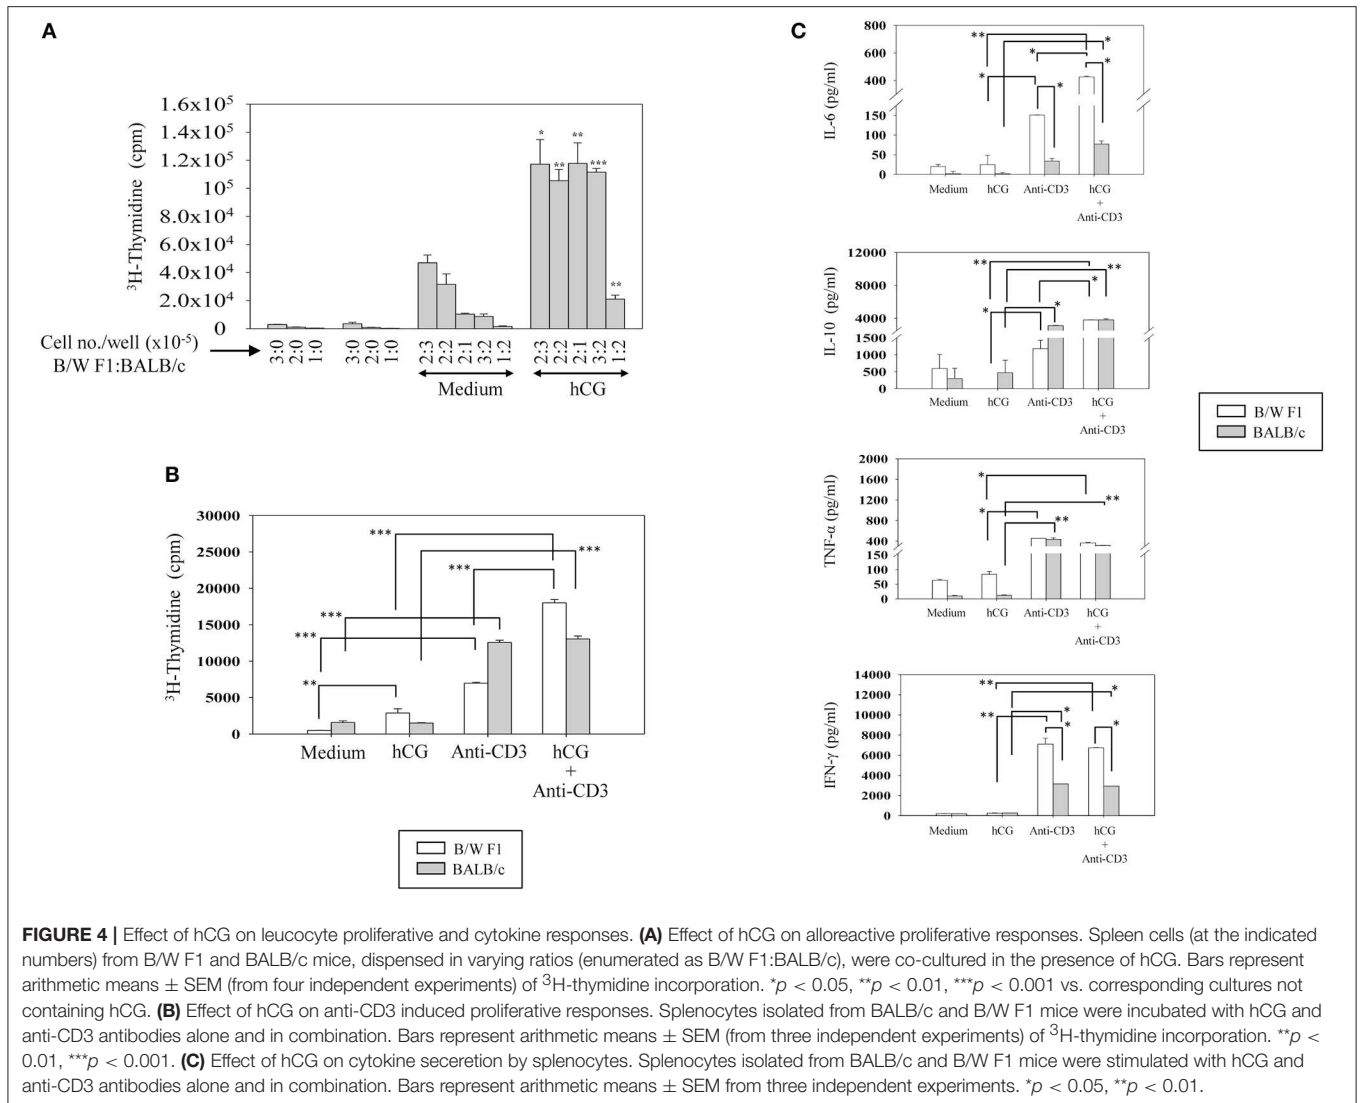 A
³H-Thymidine (cpm)
1.6x10⁵
1.4x10⁵
1.2x10⁵
10⁵
8.0x10⁴
6.0x10⁴
4.0x10⁴
2.0x10⁴
0
* ** ** *** **
Cell no./well (x10⁻⁵)
B/W F1:BALB/c
3:0 2:0 1:0 3:0 2:0 1:0 2:3 2:2 2:1 3:2 1:2 2:3 2:2 2:1 3:2 1:2
Medium hCG
B
³H-Thymidine (cpm)
30000
25000
20000
15000
10000
5000
0
*** *** *** *** *** **
Medium hCG Anti-CD3 hCG
+
Anti-CD3
B/W F1
BALB/c
C
IL-6 (pg/ml)
800
600
400
150
100
50
0
** * * * * *
Medium hCG Anti-CD3 hCG
+
Anti-CD3
IL-10 (pg/ml)
12000
8000
4000
1500
1000
500
0
** ** * * *
Medium hCG Anti-CD3 hCG
+
Anti-CD3
B/W F1
BALB/c
TNF-α (pg/ml)
2000
1600
1200
800
400
150
100
50
0
* ** * **
Medium hCG Anti-CD3 hCG
+
Anti-CD3
IFN-γ (pg/ml)
14000
12000
10000
8000
6000
4000
2000
0
** * * ** * *
Medium hCG Anti-CD3 hCG
+
Anti-CD3
FIGURE 4 | Effect of hCG on leucocyte proliferative and cytokine responses. (A) Effect of hCG on alloreactive proliferative responses. Spleen cells (at the indicated
numbers) from B/W F1 and BALB/c mice, dispensed in varying ratios (enumerated as B/W F1:BALB/c), were co-cultured in the presence of hCG. Bars represent
arithmetic means ± SEM (from four independent experiments) of ³H-thymidine incorporation. *p < 0.05, **p < 0.01, ***p < 0.001 vs. corresponding cultures not
containing hCG. (B) Effect of hCG on anti-CD3 induced proliferative responses. Splenocytes isolated from BALB/c and B/W F1 mice were incubated with hCG and
anti-CD3 antibodies alone and in combination. Bars represent arithmetic means ± SEM (from three independent experiments) of ³H-thymidine incorporation. **p <
0.01, ***p < 0.001. (C) Effect of hCG on cytokine seceretion by splenocytes. Splenocytes isolated from BALB/c and B/W F1 mice were stimulated with hCG and
anti-CD3 antibodies alone and in combination. Bars represent arithmetic means ± SEM from three independent experiments. *p < 0.05, **p < 0.01.